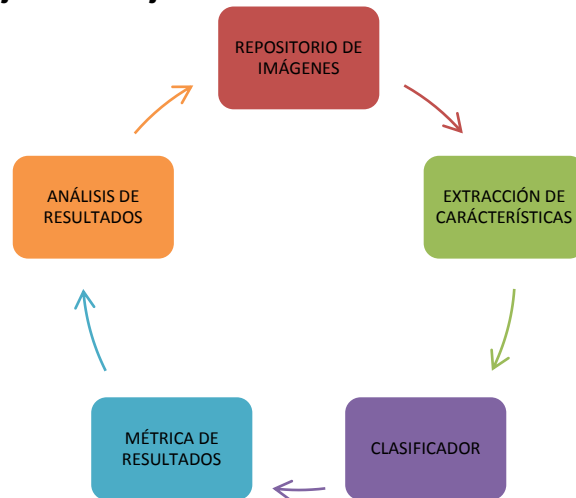 REPOSITORIO DE
IMÁGENES
EXTRACCIÓN DE
CARÁCTERÍSTICAS
CLASIFICADOR
MÉTRICA DE
RESULTADOS
ANÁLISIS DE
RESULTADOS